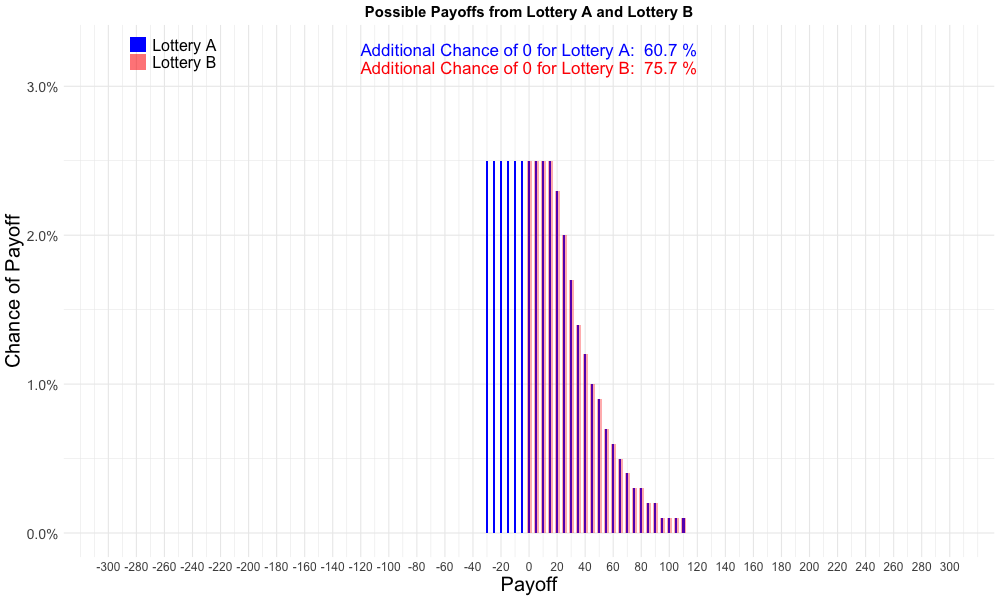 Possible Payoffs from Lottery A and Lottery B
Lottery A
Lottery B
Additional Chance of 0 for Lottery A: 60.7 %
Additional Chance of 0 for Lottery B: 75.7 %
Chance of Payoff
3.0%
2.0%
1.0%
0.0%
-300 -280 -260 -240 -220 -200 -180 -160 -140 -120 -100 -80 -60 -40 -20 0 20 40 60 80 100 120 140 160 180 200 220 240 260 280 300
Payoff